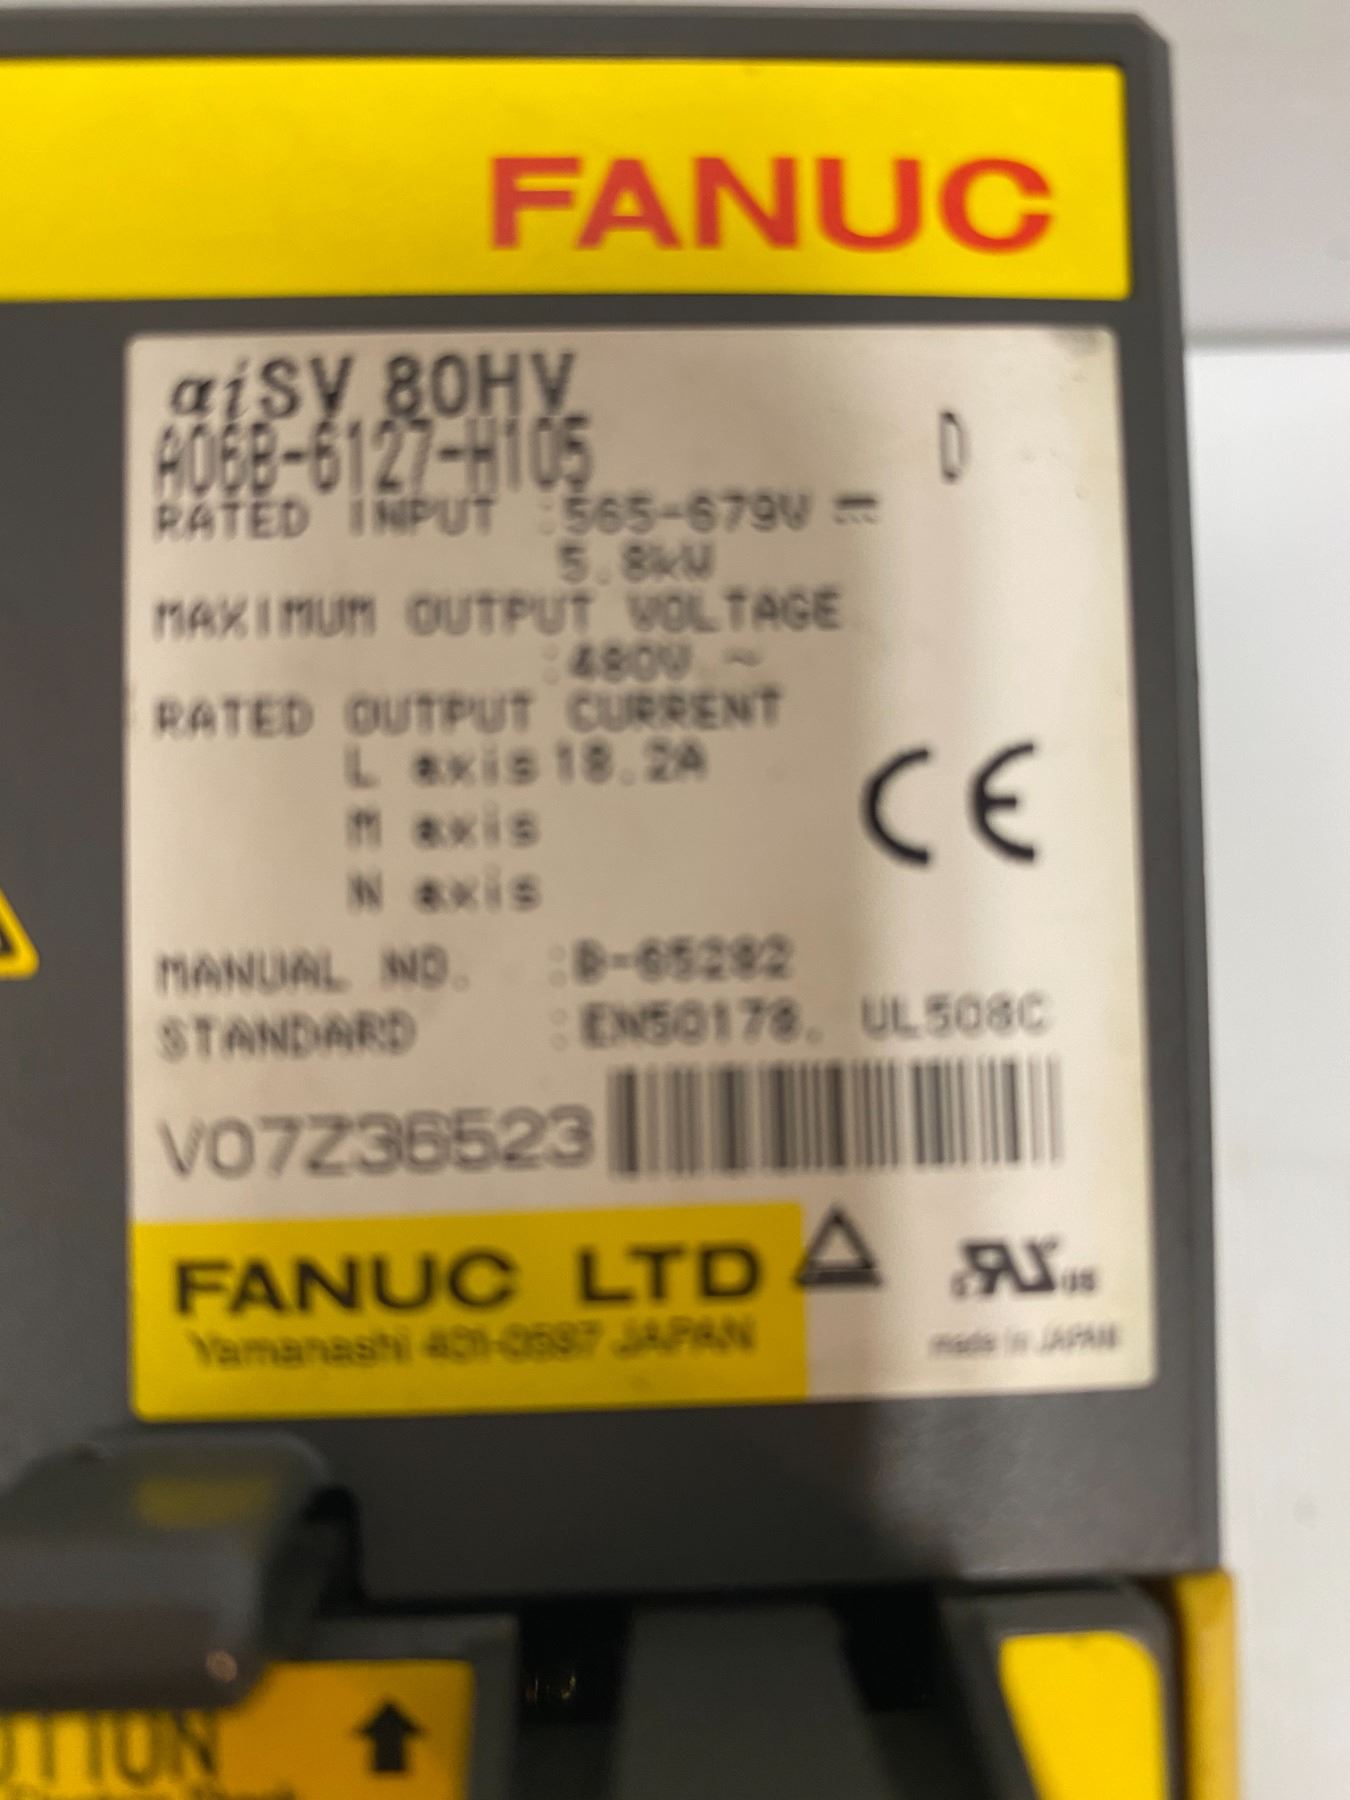 FANUC
αiSV 80HV
A06B-6127-H105 D
RATED INPUT :565-679V ⎓
5.8kW
MAXIMUM OUTPUT VOLTAGE
:480V ~
RATED OUTPUT CURRENT
L axis 18.2A
M axis
N axis
MANUAL NO. :B-65282
STANDARD :EN50178. UL508C
V07Z36523
FANUC LTD
Yamanashi 401-0597 JAPAN
c RU us
made in JAPAN